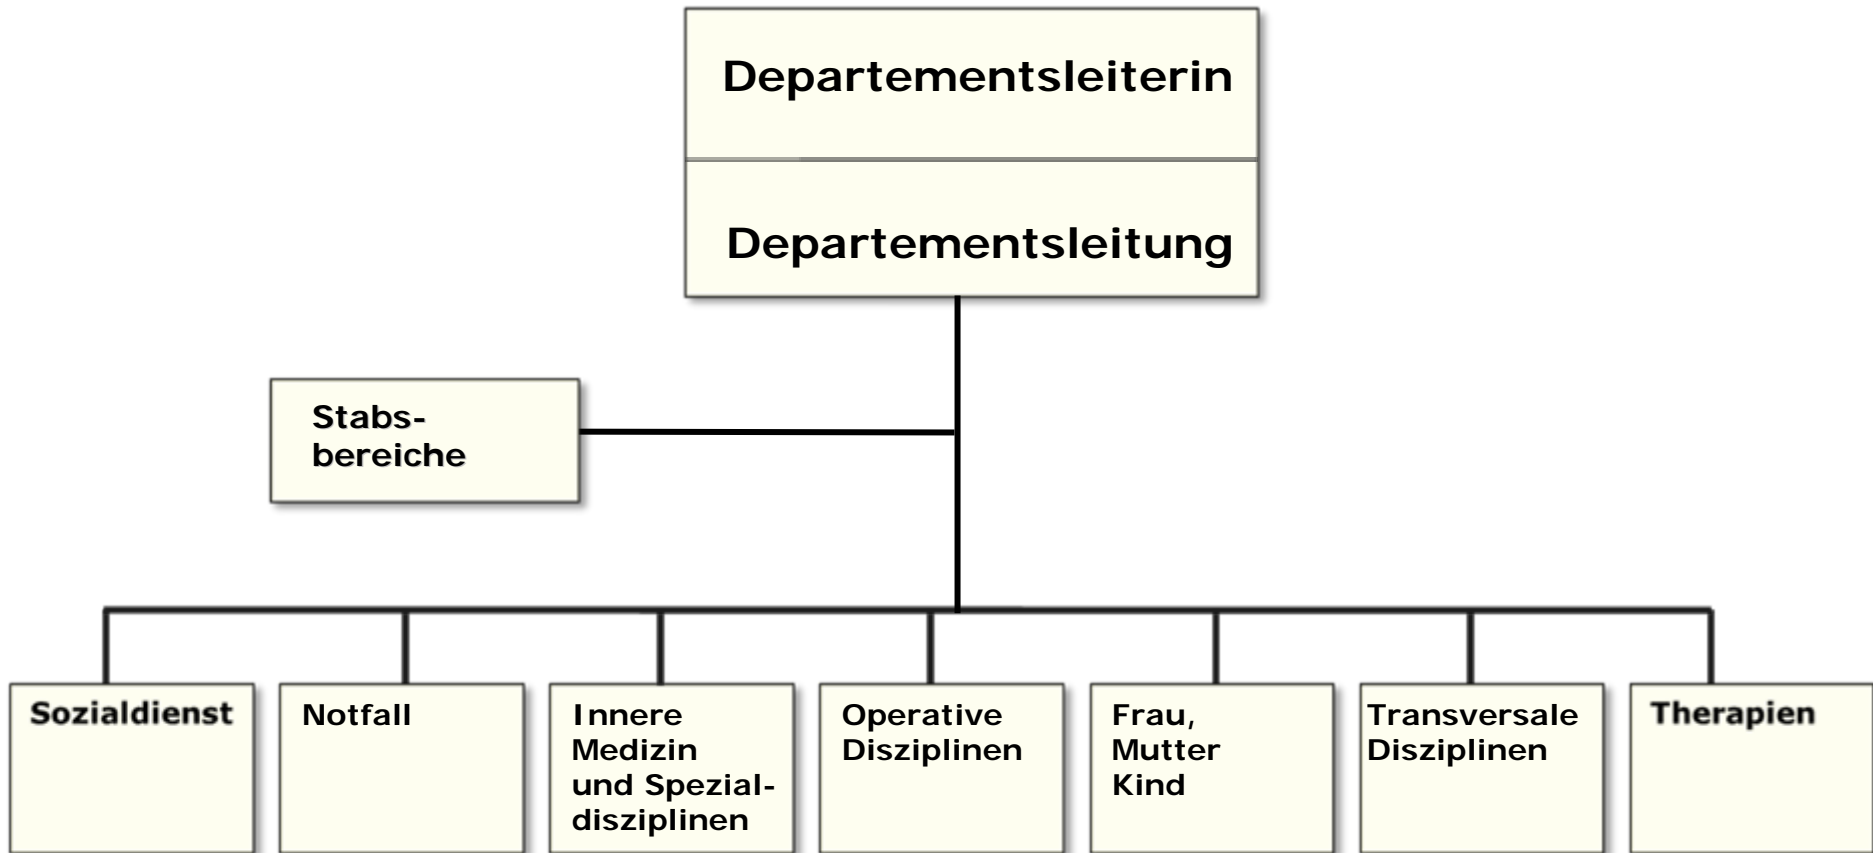 Departementsleiterin
Departementsleitung
Stabs-
bereiche
Sozialdienst
Notfall
Innere
Medizin
und Spezial-
disziplinen
Operative
Disziplinen
Frau,
Mutter
Kind
Transversale
Disziplinen
Therapien